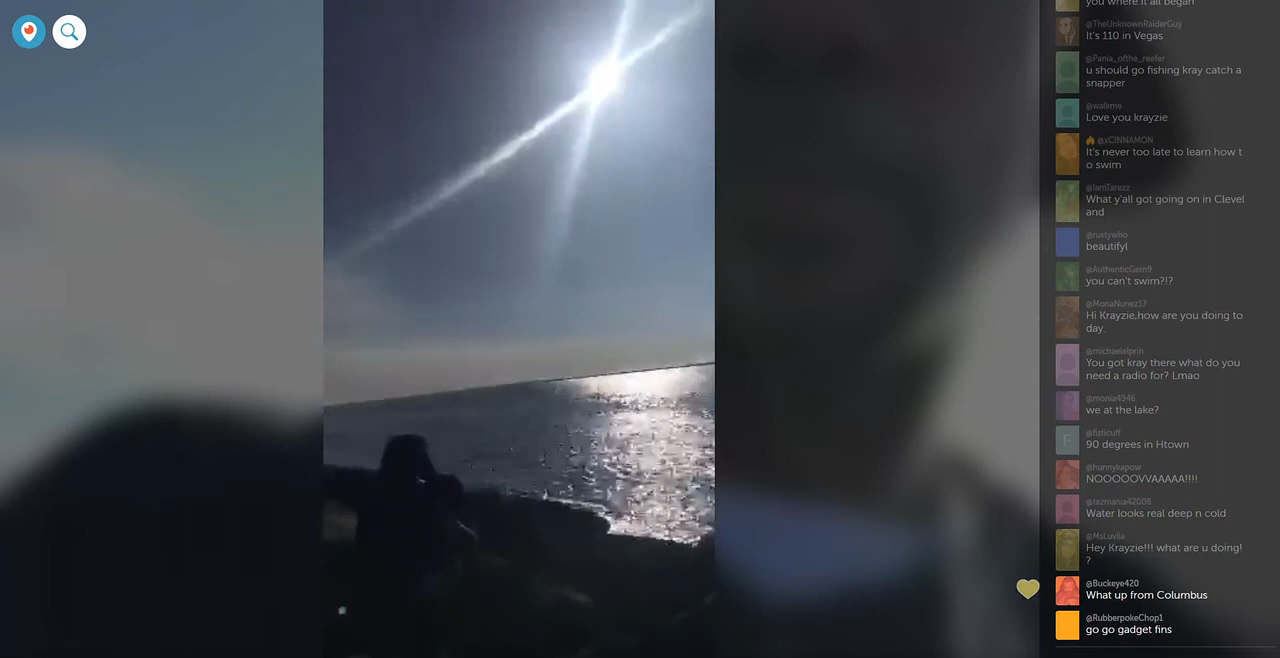 you where it all began
@TheUnknownRaiderGuy
It's 110 in Vegas
@Pania_ofthe_reefer
u should go fishing kray catch a
snapper
@walkme
Love you krayzie
@xCINNAMON
It's never too late to learn how t
o swim
@IamTarezz
What y'all got going on in Clevel
and
@rustywho
beautifyl
@AuthenticGem9
you can't swim?!?
@MonaNunez17
Hi Krayzie,how are you doing to
day.
@michaelelprin
You got kray there what do you
need a radio for? Lmao
@monia4946
we at the lake?
F
@fisticuff
90 degrees in Htown
@hunnykapow
NOOOOOVVAAAAA!!!!
@tazmania42008
Water looks real deep n cold
@MsLuvlia
Hey Krayzie!!! what are u doing!
?
@Buckeye420
What up from Columbus
@RubberpokeChop1
go go gadget fins